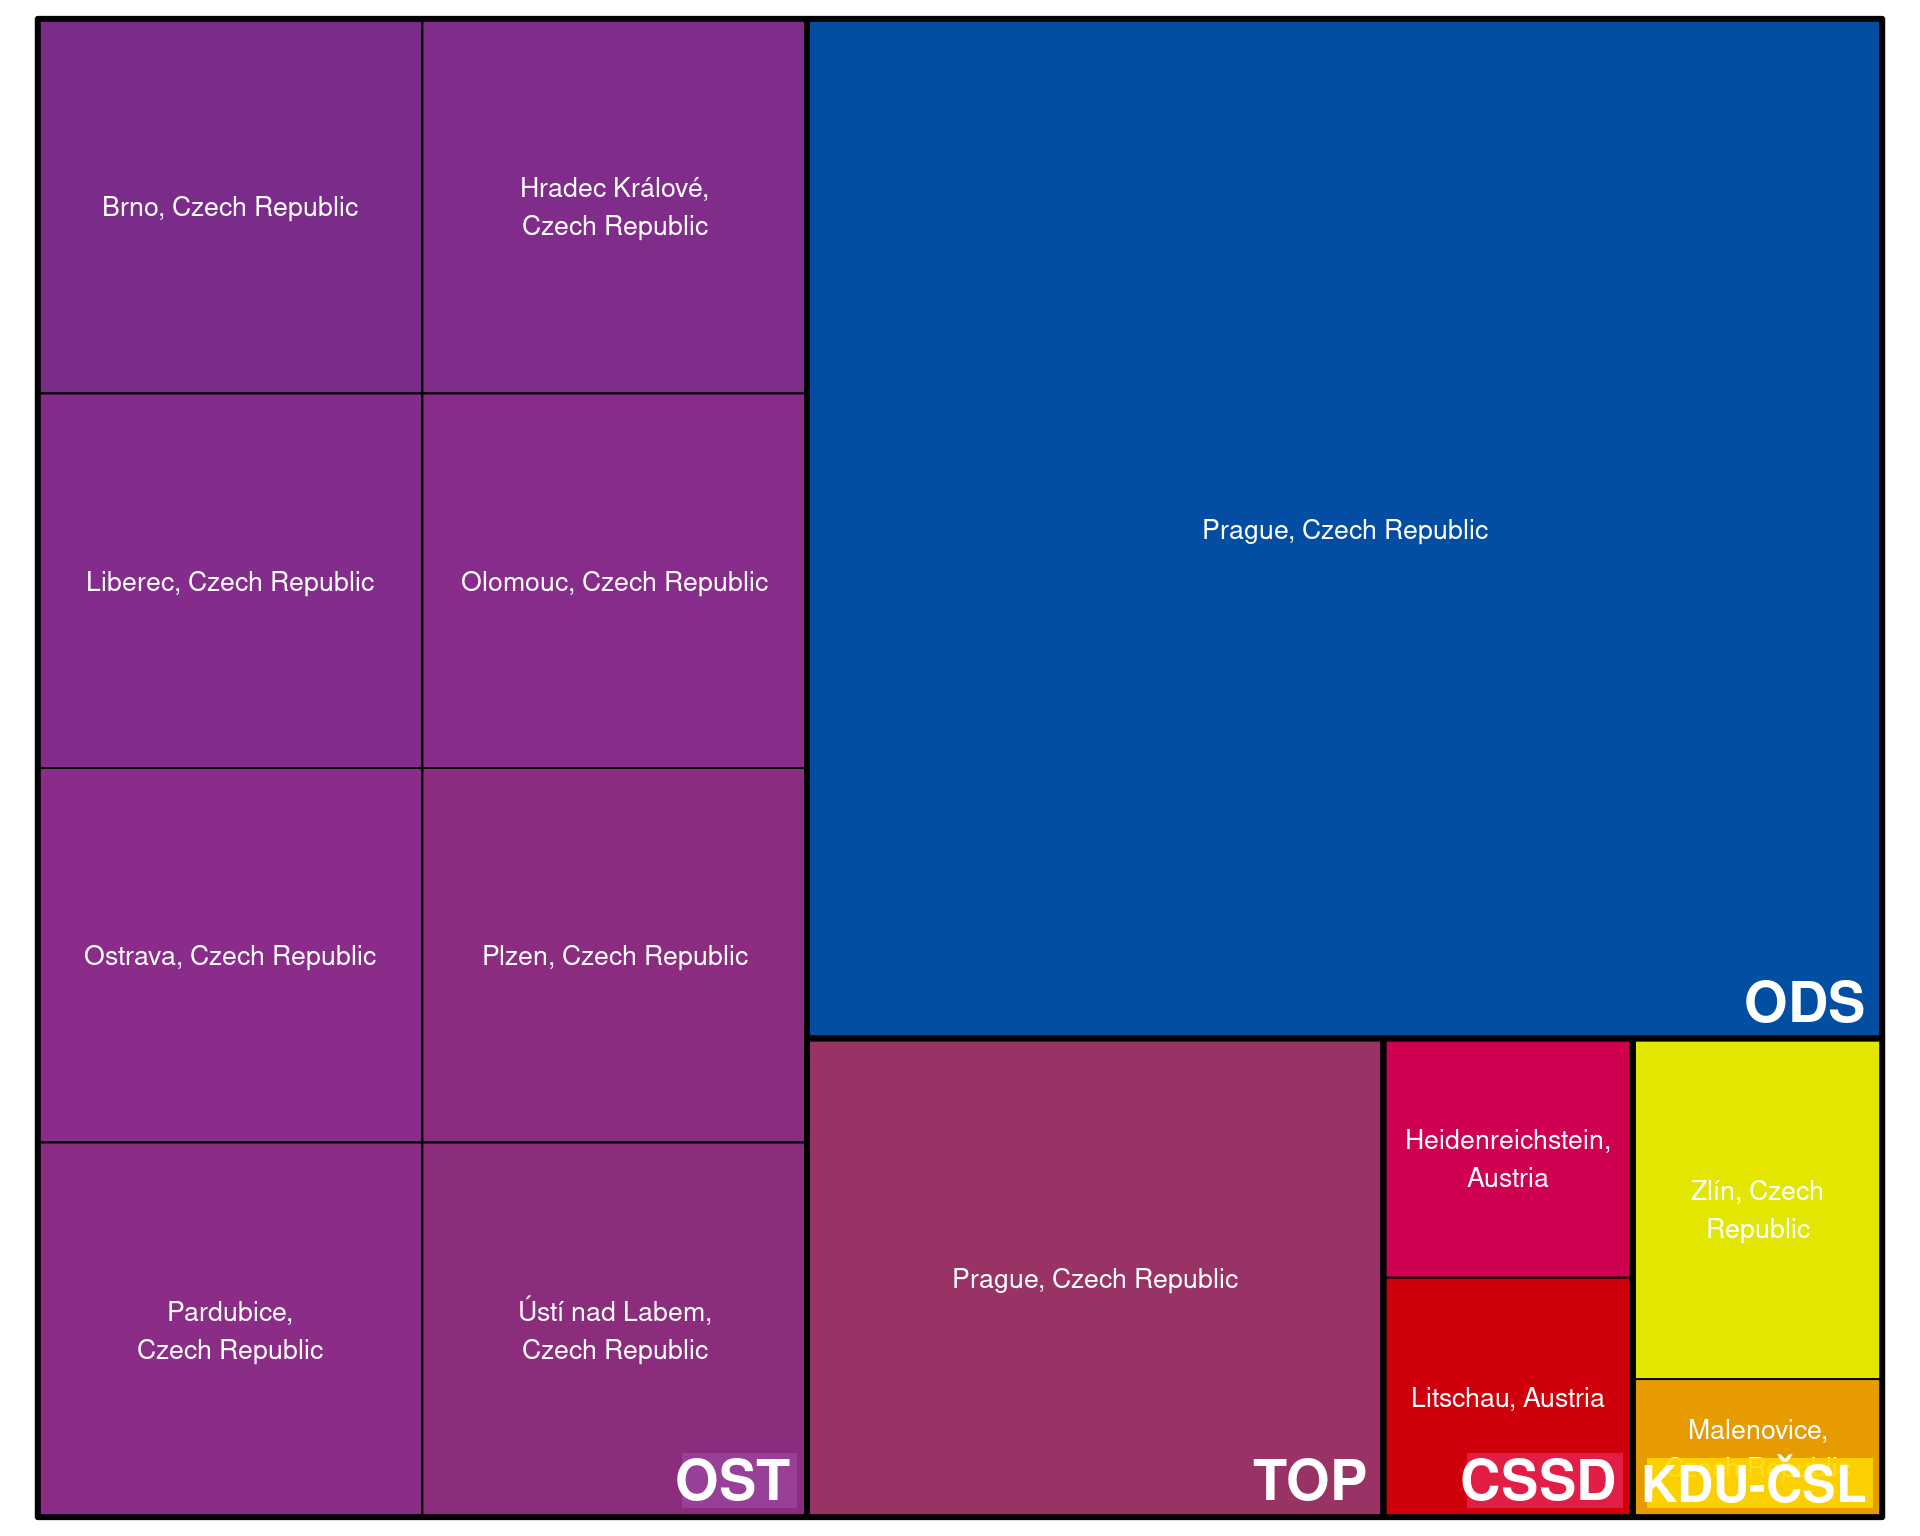 Brno, Czech Republic
Hradec Králové,
Czech Republic
Liberec, Czech Republic
Olomouc, Czech Republic
Ostrava, Czech Republic
Plzen, Czech Republic
Pardubice,
Czech Republic
Ústí nad Labem,
Czech Republic
OST
Prague, Czech Republic
ODS
Prague, Czech Republic
TOP
Heidenreichstein,
Austria
Litschau, Austria
CSSD
Zlín, Czech
Republic
Malenovice,
Czech Republic
KDU-ČSL